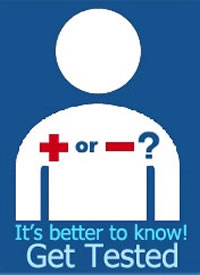 + or − ?
It's better to know!
Get Tested